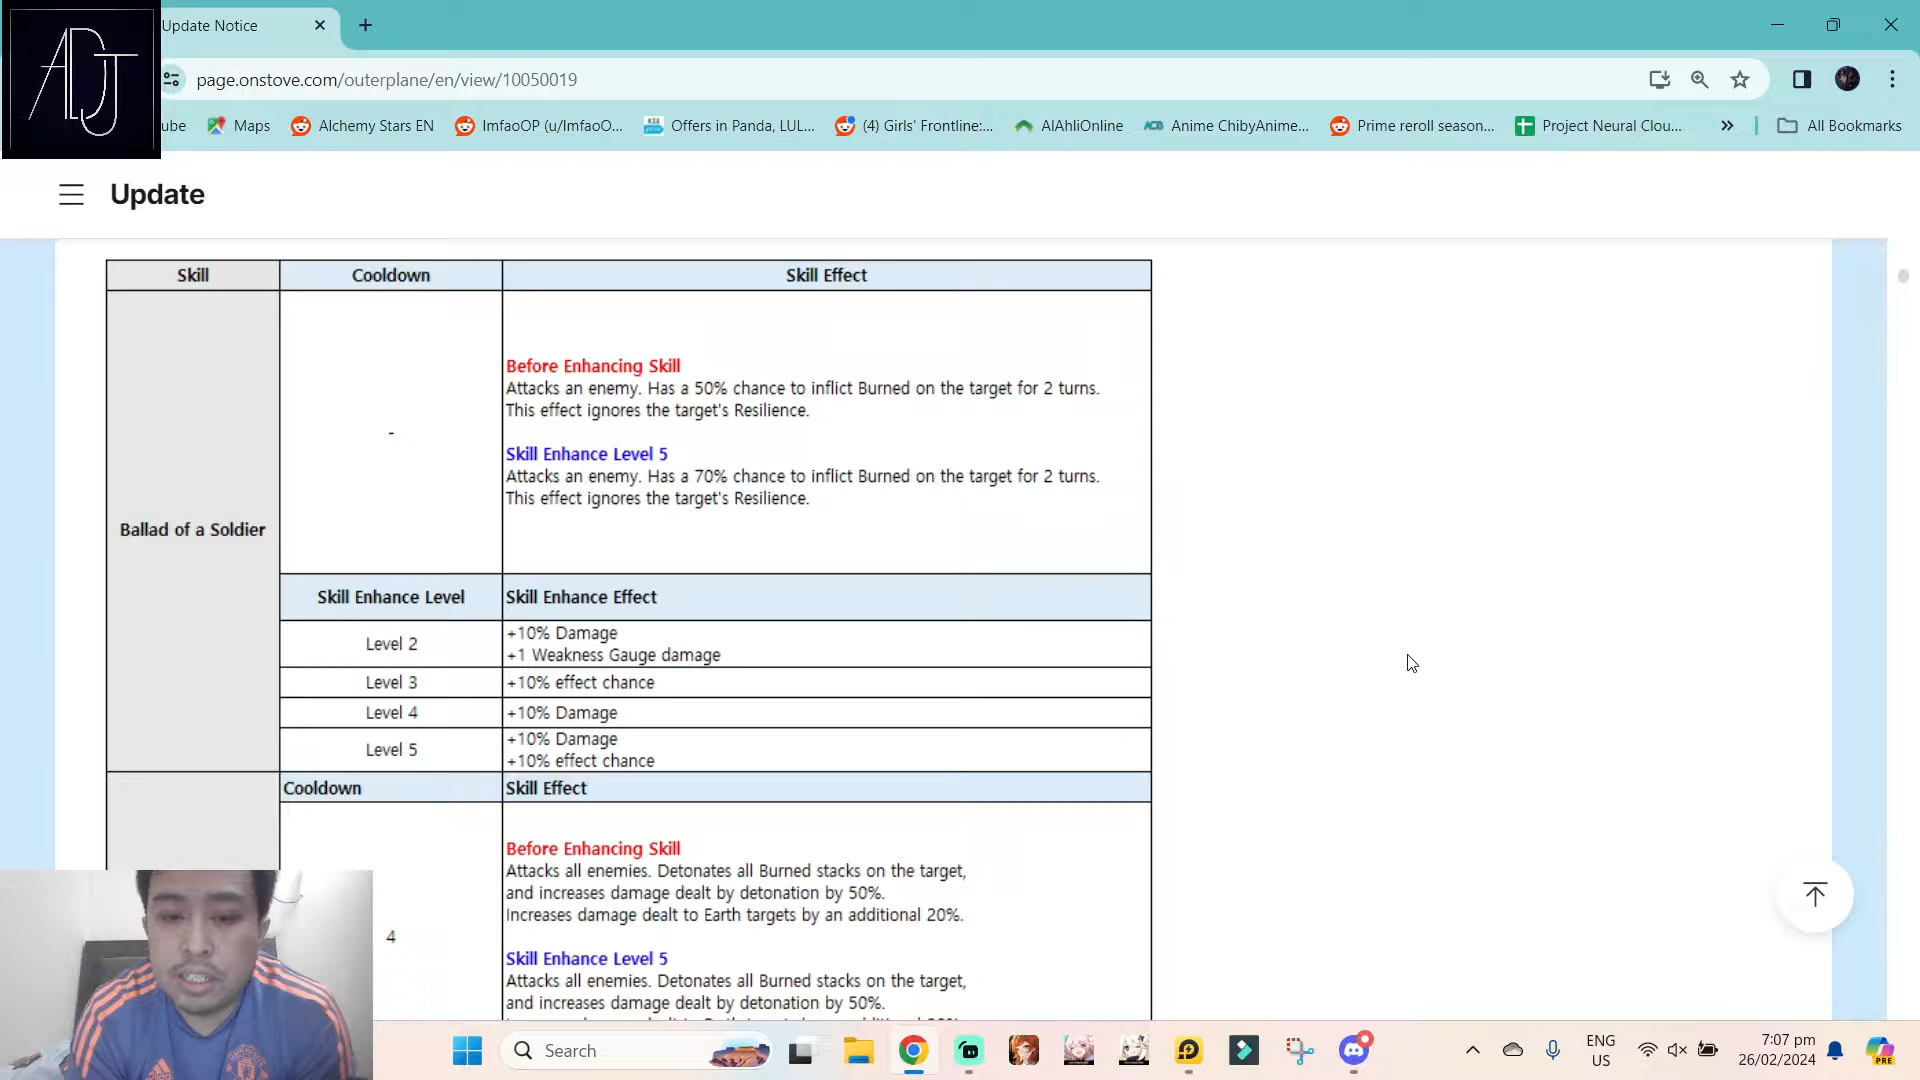 ADJ
Update Notice
page.onstove.com/outerplane/en/view/10050019
ube
Maps
Alchemy Stars EN
lmfaoOP (u/lmfaoO...
Offers in Panda, LUL...
(4) Girls' Frontline:...
AlAhliOnline
Anime ChibyAnime...
Prime reroll season...
Project Neural Clou...
All Bookmarks
Update
Skill
Cooldown
Skill Effect
Ballad of a Soldier
-
Before Enhancing Skill
Attacks an enemy. Has a 50% chance to inflict Burned on the target for 2 turns.
This effect ignores the target's Resilience.
Skill Enhance Level 5
Attacks an enemy. Has a 70% chance to inflict Burned on the target for 2 turns.
This effect ignores the target's Resilience.
Skill Enhance Level
Skill Enhance Effect
Level 2
+10% Damage
+1 Weakness Gauge damage
Level 3
+10% effect chance
Level 4
+10% Damage
Level 5
+10% Damage
+10% effect chance
Cooldown
Skill Effect
4
Before Enhancing Skill
Attacks all enemies. Detonates all Burned stacks on the target,
and increases damage dealt by detonation by 50%.
Increases damage dealt to Earth targets by an additional 20%.
Skill Enhance Level 5
Attacks all enemies. Detonates all Burned stacks on the target,
and increases damage dealt by detonation by 50%.
Search
ENG
US
7:07 pm
26/02/2024
PRE